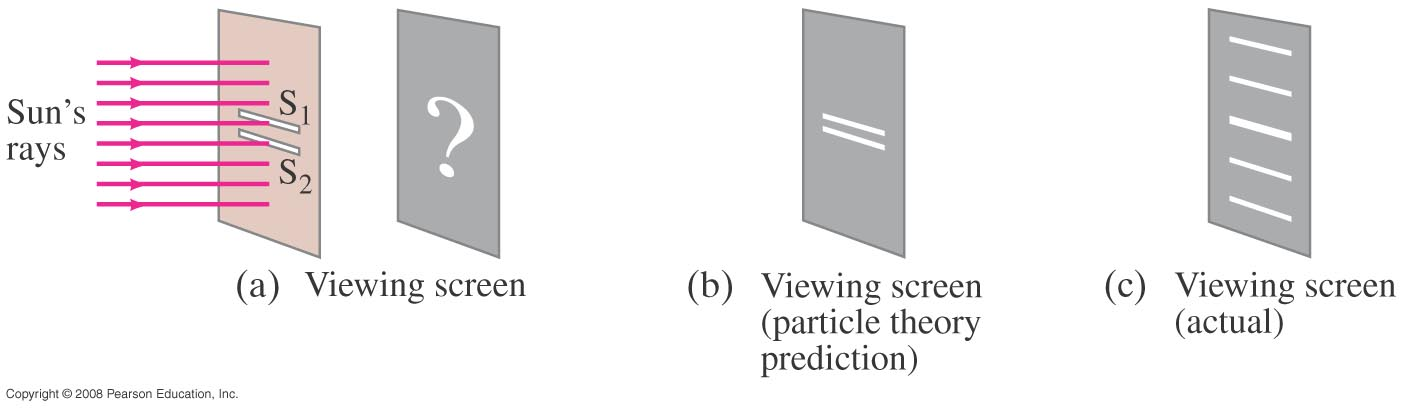 Sun's
rays
S₁
S₂
?
(a) Viewing screen
(b) Viewing screen
(particle theory
prediction)
(c) Viewing screen
(actual)
Copyright © 2008 Pearson Education, Inc.